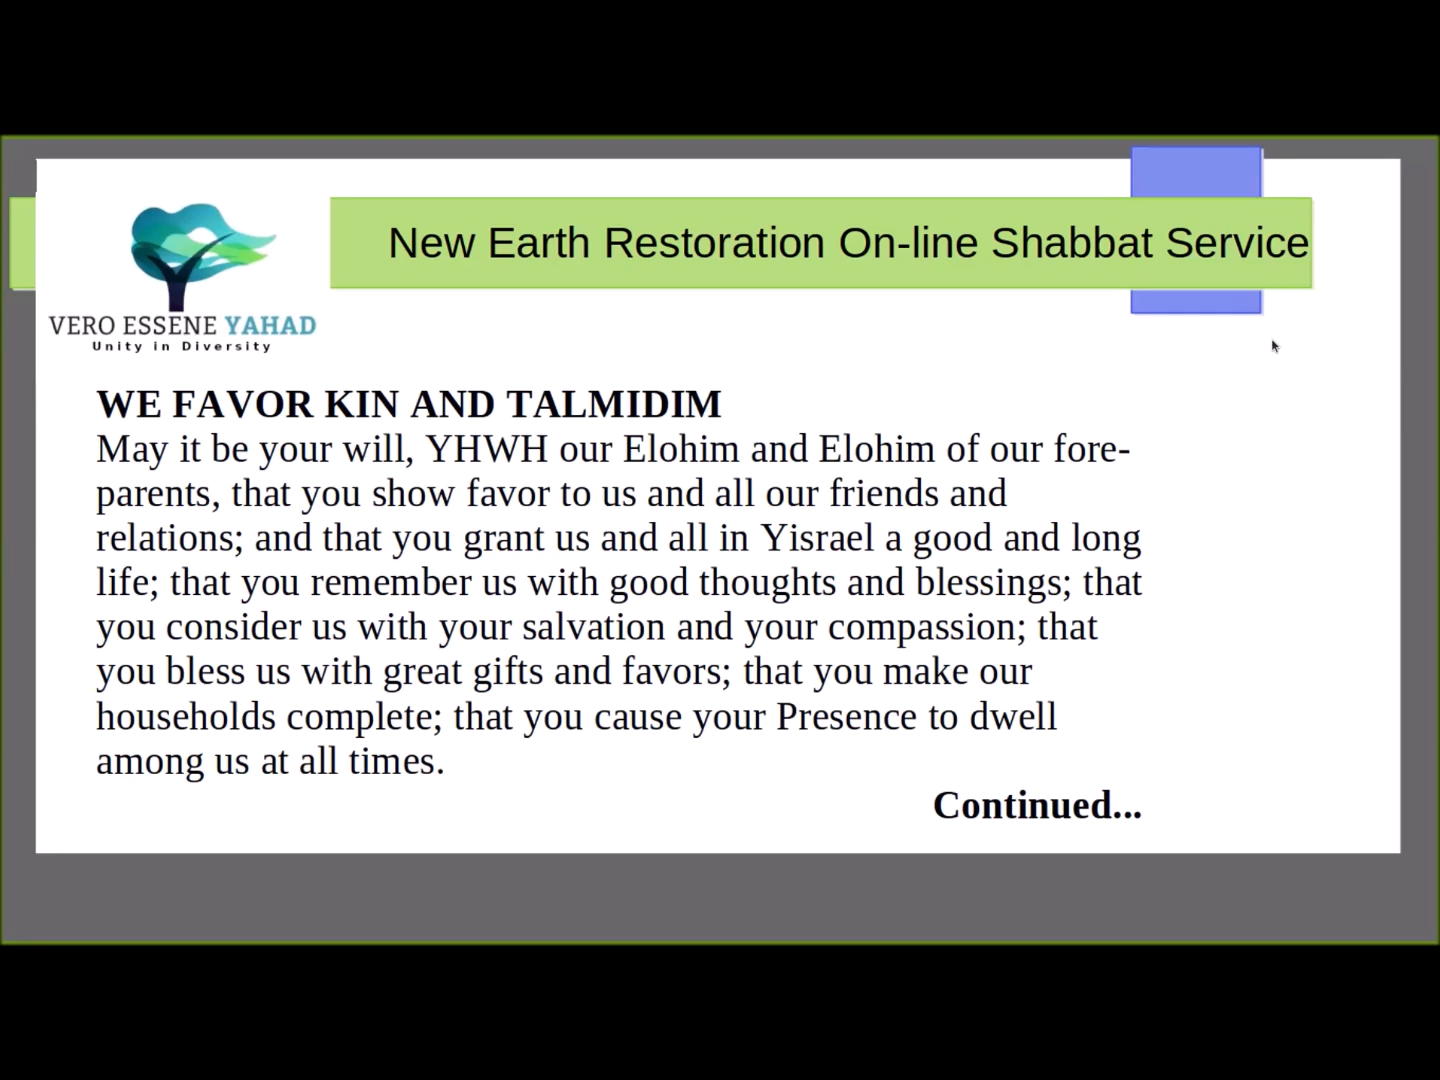 New Earth Restoration On-line Shabbat Service
VERO ESSENE YAHAD
Unity in Diversity
WE FAVOR KIN AND TALMIDIM
May it be your will, YHWH our Elohim and Elohim of our fore-
parents, that you show favor to us and all our friends and
relations; and that you grant us and all in Yisrael a good and long
life; that you remember us with good thoughts and blessings; that
you consider us with your salvation and your compassion; that
you bless us with great gifts and favors; that you make our
households complete; that you cause your Presence to dwell
among us at all times.
Continued...